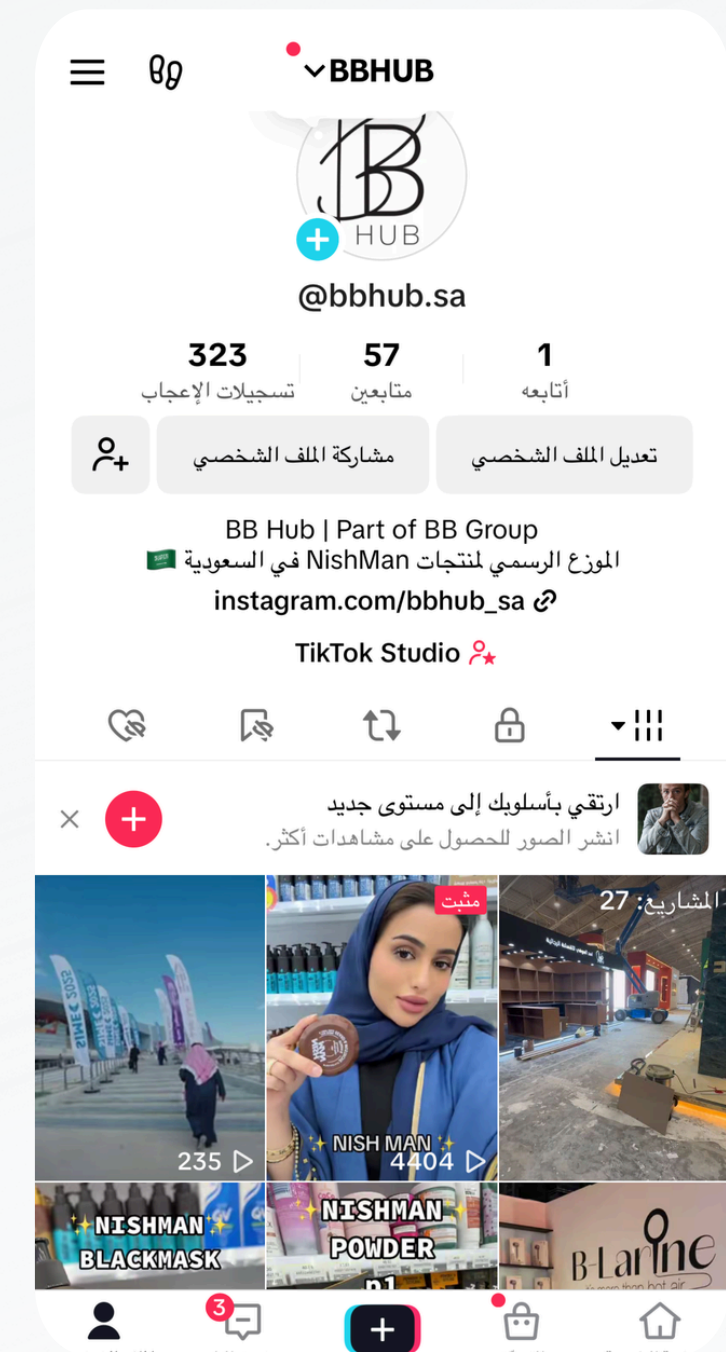 BBHUB
BB
HUB
@bbhub.sa
1
57
323
أتابعه
متابعين
تسجيلات الإعجاب
تعديل الملف الشخصي
مشاركة الملف الشخصي
BB Hub | Part of BB Group
الموزع الرسمي لمنتجات NishMan في السعودية 🇸🇦
instagram.com/bbhub_sa
TikTok Studio
ارتقي بأسلوبك إلى مستوى جديد
انشر الصور للحصول على مشاهدات أكثر.
المشاريع: 27
مثبت
✨ NISH MAN ✨
4404
235
B-Larine
✨NISHMAN✨
POWDER
p1
✨NISHMAN✨
BLACKMASK
3